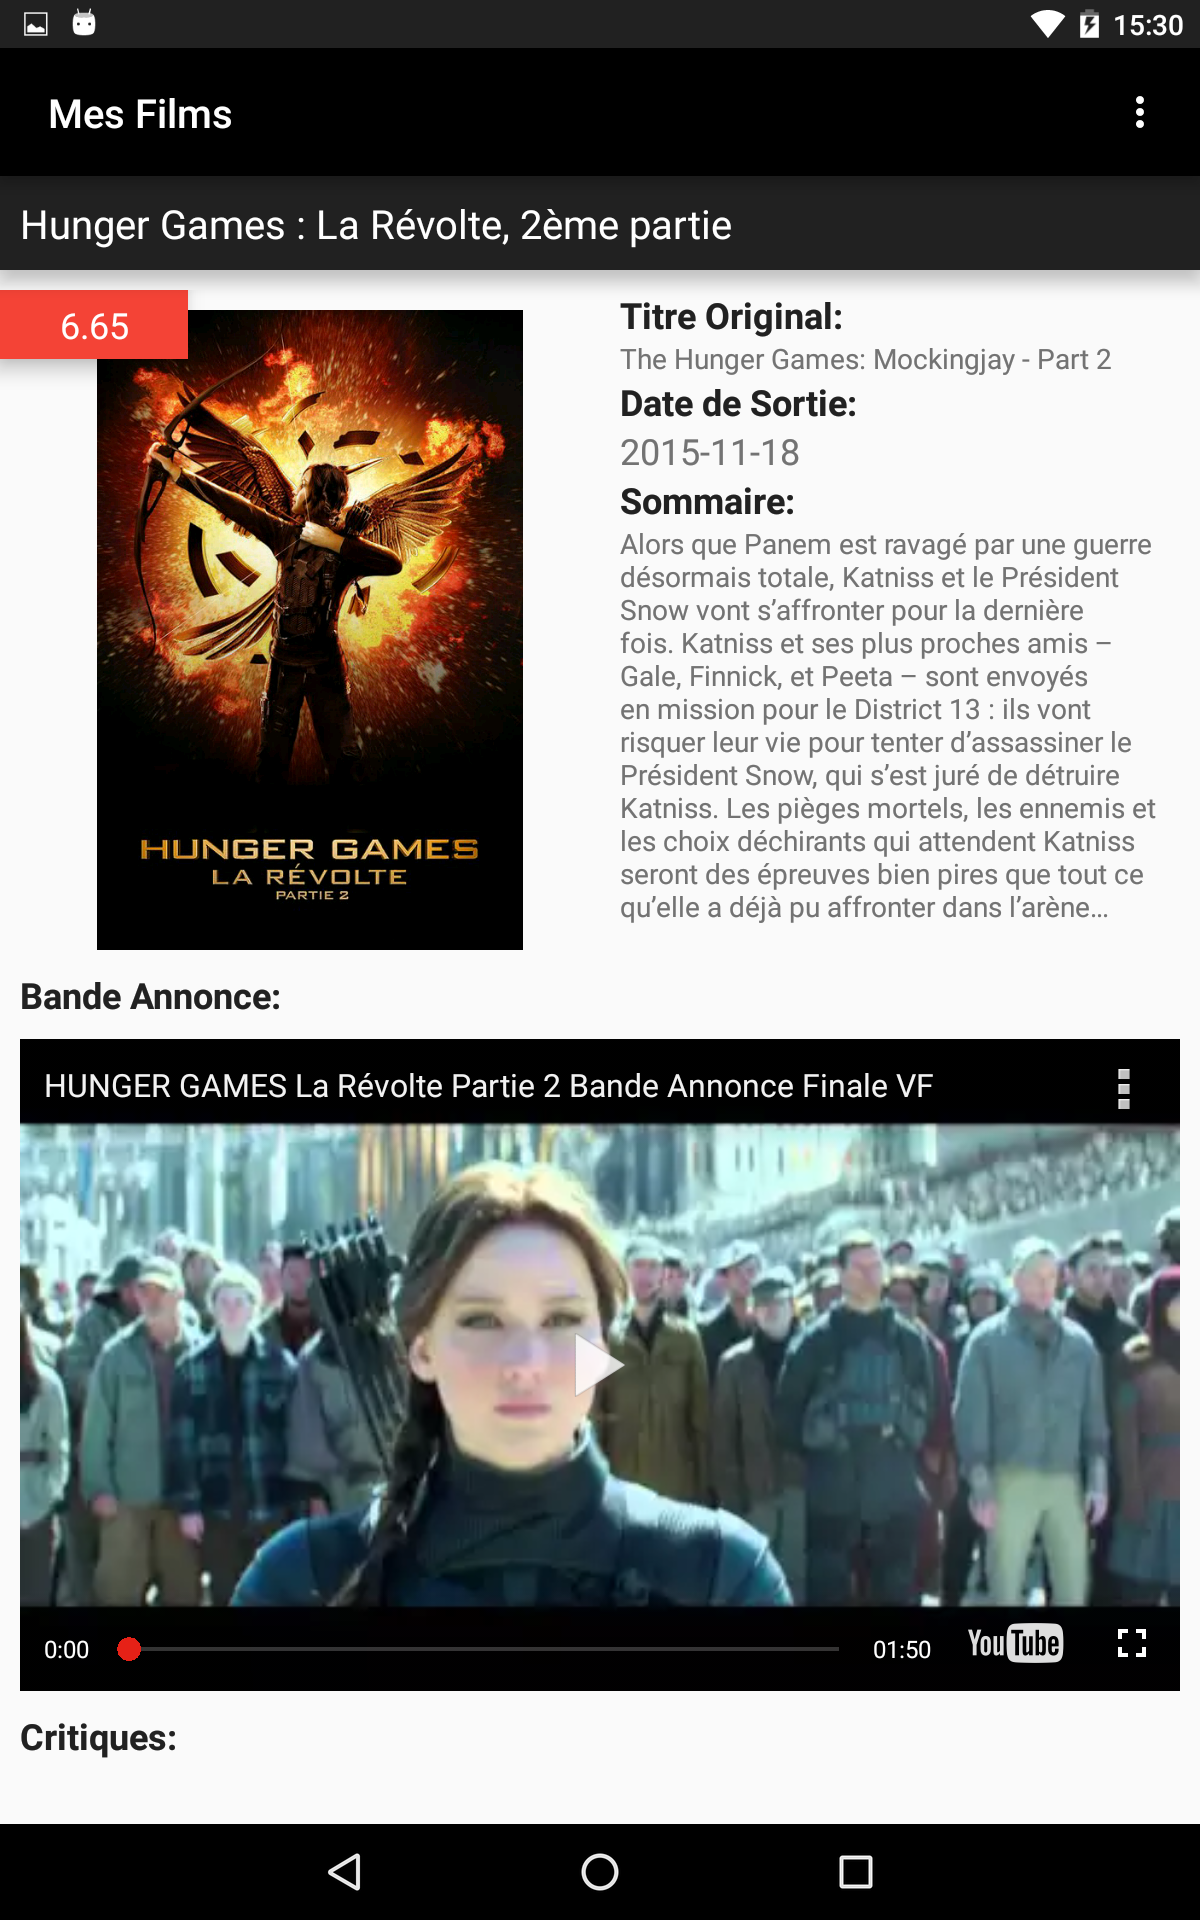 15:30
Mes Films
Hunger Games : La Révolte, 2ème partie
6.65
HUNGER GAMES
LA RÉVOLTE
PARTIE 2
Titre Original:
The Hunger Games: Mockingjay - Part 2
Date de Sortie:
2015-11-18
Sommaire:
Alors que Panem est ravagé par une guerre
désormais totale, Katniss et le Président
Snow vont s’affronter pour la dernière
fois. Katniss et ses plus proches amis –
Gale, Finnick, et Peeta – sont envoyés
en mission pour le District 13 : ils vont
risquer leur vie pour tenter d’assassiner le
Président Snow, qui s’est juré de détruire
Katniss. Les pièges mortels, les ennemis et
les choix déchirants qui attendent Katniss
seront des épreuves bien pires que tout ce
qu’elle a déjà pu affronter dans l’arène…
Bande Annonce:
HUNGER GAMES La Révolte Partie 2 Bande Annonce Finale VF
0:00
01:50
YouTube
Critiques: